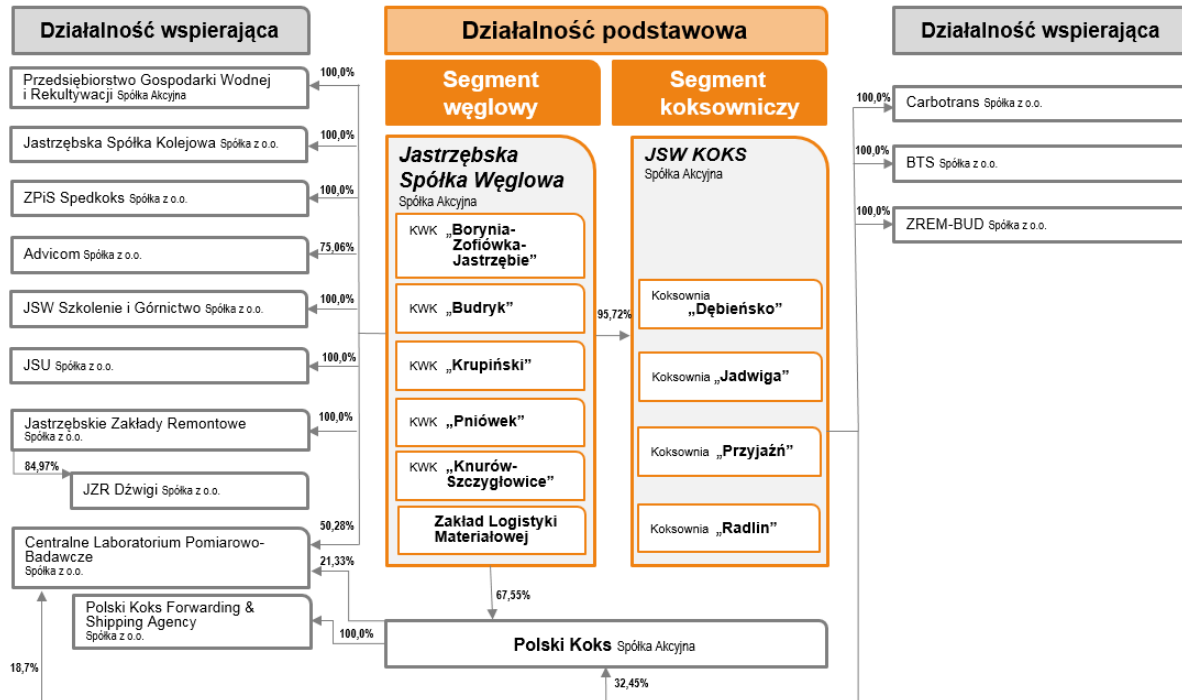 Działalność wspierająca
Przedsiębiorstwo Gospodarki Wodnej
i Rekultywacji Spółka Akcyjna
100,0%
Jastrzębska Spółka Kolejowa Spółka z o.o.
100,0%
ZPiS Spedkoks Spółka z o.o.
100,0%
Advicom Spółka z o.o.
75,06%
JSW Szkolenie i Górnictwo Spółka z o.o.
100,0%
JSU Spółka z o.o.
100,0%
Jastrzębskie Zakłady Remontowe
Spółka z o.o.
100,0%
84,97%
JZR Dźwigi Spółka z o.o.
50,28%
Centralne Laboratorium Pomiarowo-
Badawcze
Spółka z o.o.
21,33%
Polski Koks Forwarding &
Shipping Agency
Spółka z o.o.
100,0%
18,7%
Działalność podstawowa
Segment
węglowy
Jastrzębska
Spółka Węglowa
Spółka Akcyjna
KWK „Borynia-
Zofiówka-
Jastrzębie”
KWK „Budryk”
KWK „Krupiński”
KWK „Pniówek”
KWK „Knurów-
Szczygłowice”
Zakład Logistyki
Materiałowej
95,72%
67,55%
Segment
koksowniczy
JSW KOKS
Spółka Akcyjna
Koksownia
„Dębieńsko”
Koksownia „Jadwiga”
Koksownia „Przyjaźń”
Koksownia „Radlin”
Polski Koks Spółka Akcyjna
32,45%
Działalność wspierająca
100,0%
Carbotrans Spółka z o.o.
100,0%
BTS Spółka z o.o.
100,0%
ZREM-BUD Spółka z o.o.